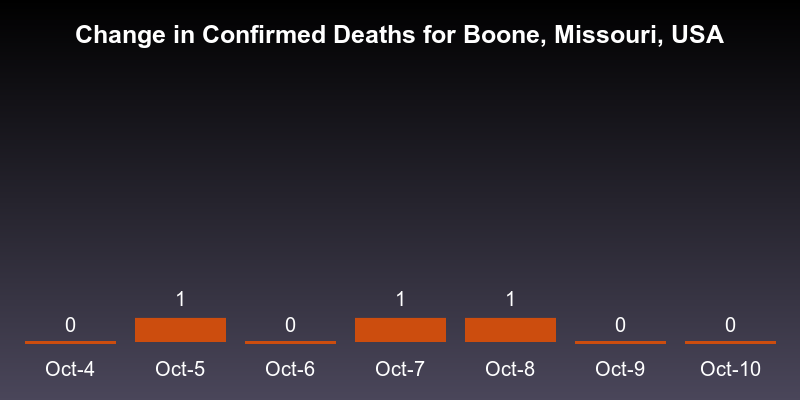 Change in Confirmed Deaths for Boone, Missouri, USA
0 1 0 1 1 0 0
Oct-4 Oct-5 Oct-6 Oct-7 Oct-8 Oct-9 Oct-10